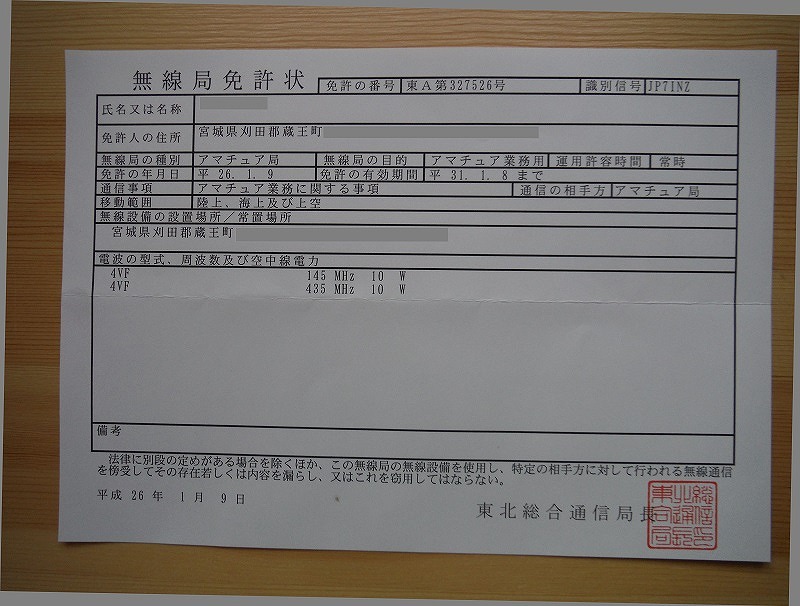 無線局免許状 免許の番号 東A第327526号 識別信号 JP7INZ
氏名又は名称
免許人の住所 宮城県刈田郡蔵王町
無線局の種別 アマチュア局 無線局の目的 アマチュア業務用 運用許容時間 常時
免許の年月日 平 26. 1. 9 免許の有効期間 平 31. 1. 8 まで
通信事項 アマチュア業務に関する事項 通信の相手方 アマチュア局
移動範囲 陸上、海上及び上空
無線設備の設置場所/常置場所
宮城県刈田郡蔵王町
電波の型式、周波数及び空中線電力
4VF 145 MHz 10 W
4VF 435 MHz 10 W
備考
法律に別段の定めがある場合を除くほか、この無線局の無線設備を使用し、特定の相手方に対して行われる無線通信
を傍受してその存在若しくは内容を漏らし、又はこれを窃用してはならない。
平成 26 年 1 月 9 日
東北総合通信局長